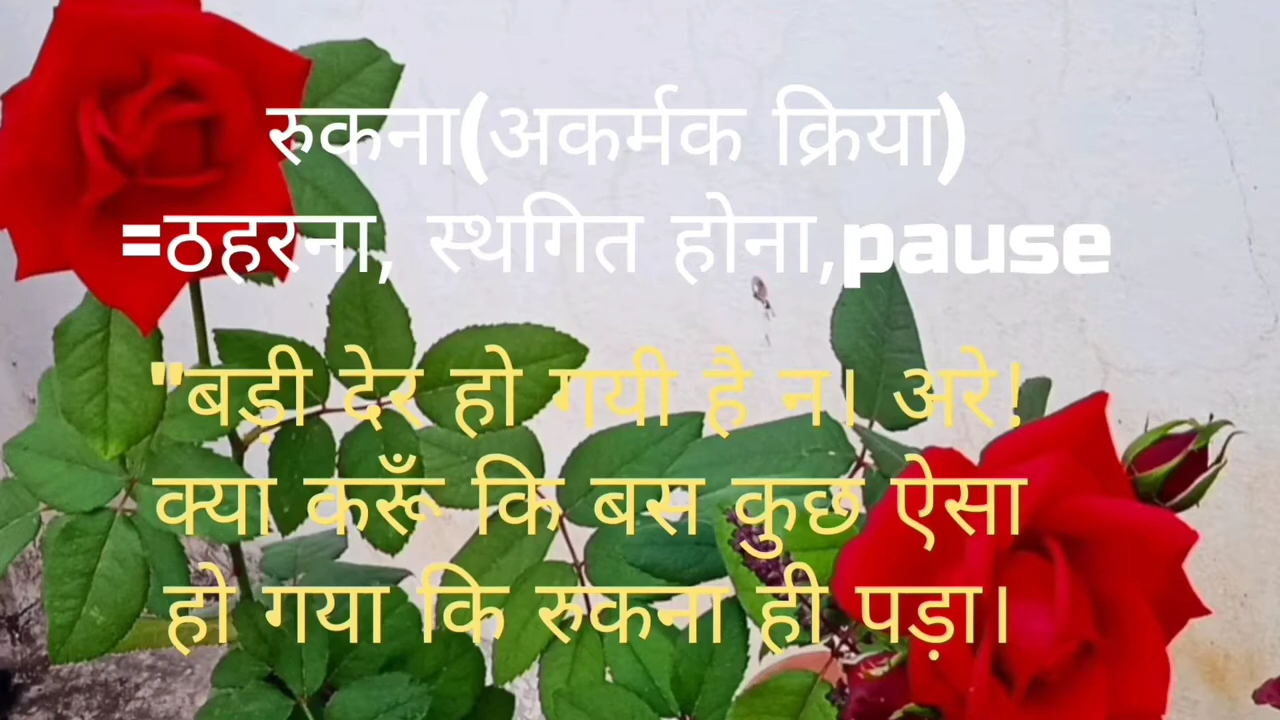 रुकना(अकर्मक क्रिया)
=ठहरना, स्थगित होना,pause
"बड़ी देर हो गयी है न। अरे!
क्या करूँ कि बस कुछ ऐसा
हो गया कि रुकना ही पड़ा।